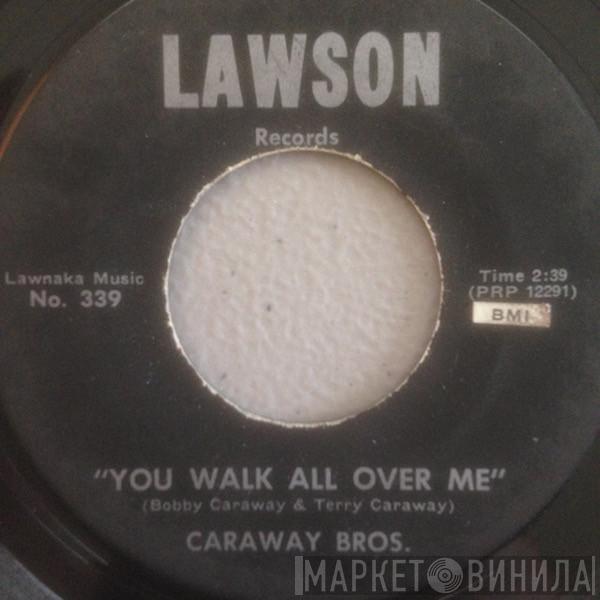 LAWSON
Records
Lawnaka Music
No. 339
Time 2:39
(PRP 12291)
BMI
"YOU WALK ALL OVER ME"
(Bobby Caraway & Terry Caraway)
CARAWAY BROS.
МАРКЕТ ВИНИЛА